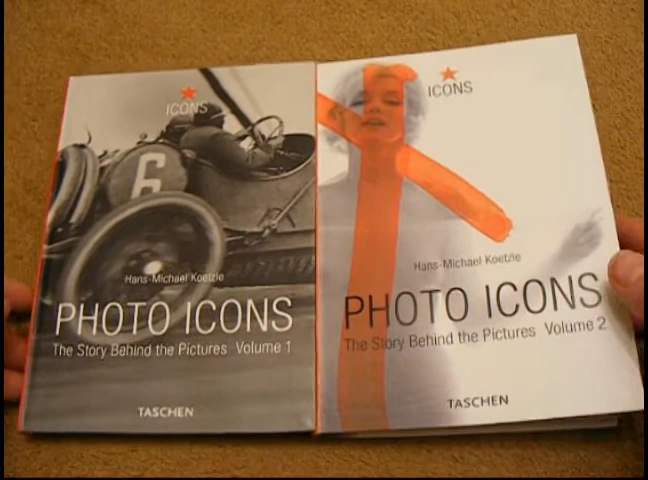 ICONS
6
Hans-Michael Koetzle
PHOTO ICONS
The Story Behind the Pictures Volume 1
TASCHEN
ICONS
Hans-Michael Koetzle
PHOTO ICONS
The Story Behind the Pictures Volume 2
TASCHEN